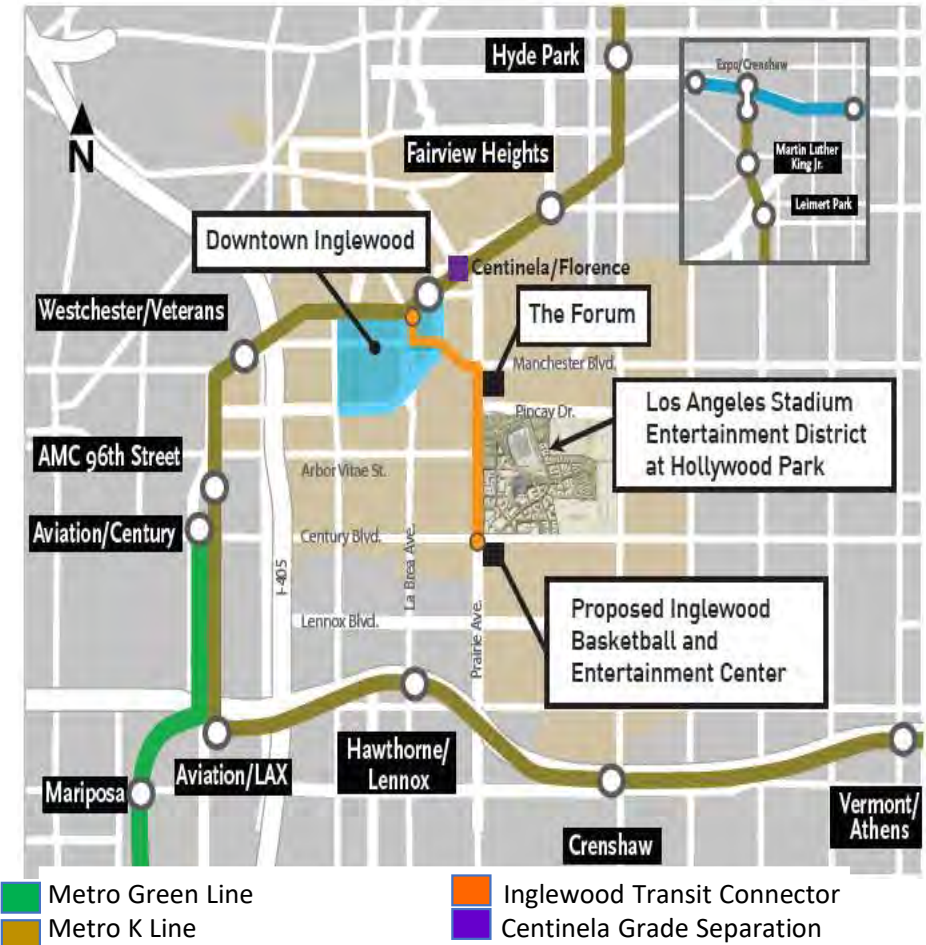 Hyde Park
Expo/Crenshaw
Martin Luther
King Jr.
Leimert Park
N
Fairview Heights
Downtown Inglewood
Centinela/Florence
Westchester/Veterans
The Forum
Manchester Blvd.
Pincay Dr.
Los Angeles Stadium
Entertainment District
at Hollywood Park
AMC 96th Street
Arbor Vitae St.
Aviation/Century
Century Blvd.
I-405
La Brea Ave.
Prairie Ave.
Lennox Blvd.
Proposed Inglewood
Basketball and
Entertainment Center
Hawthorne/
Lennox
Aviation/LAX
Mariposa
Crenshaw
Vermont/
Athens
Metro Green Line
Metro K Line
Inglewood Transit Connector
Centinela Grade Separation